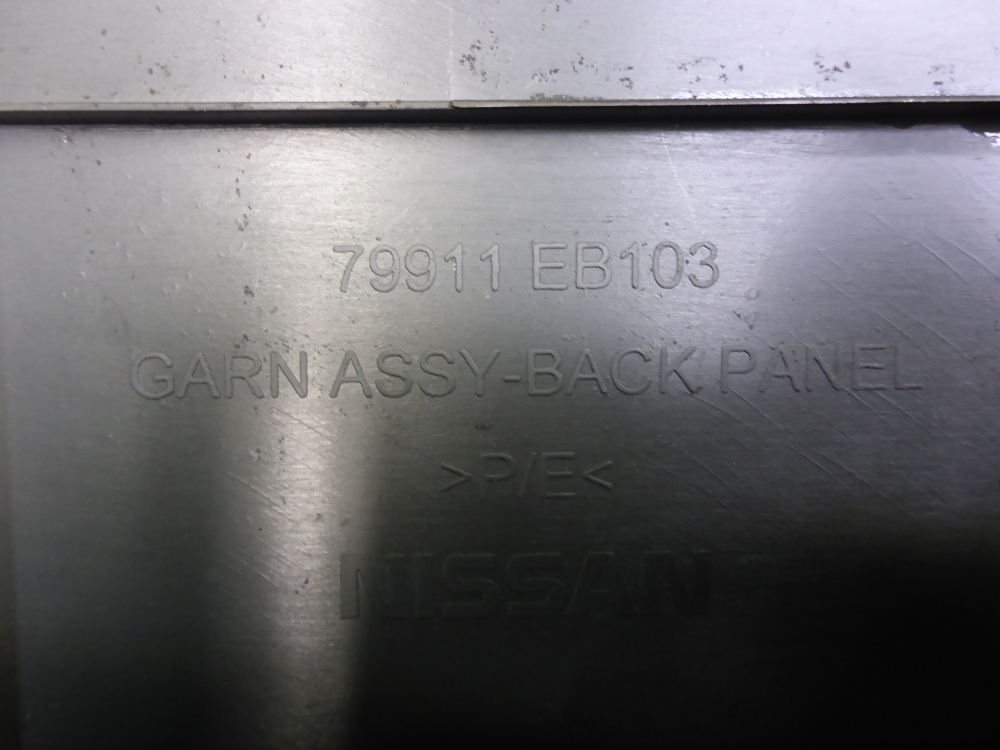 79911 EB103
GARN ASSY-BACK PANEL
>P/E<
NISSAN